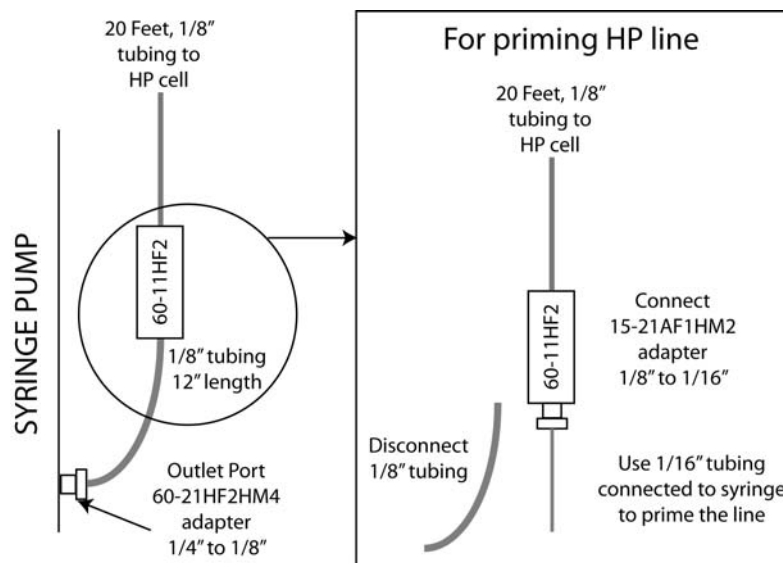 20 Feet, 1/8"
tubing to
HP cell
SYRINGE PUMP
60-11HF2
1/8" tubing
12" length
Outlet Port
60-21HF2HM4
adapter
1/4" to 1/8"
For priming HP line
20 Feet, 1/8"
tubing to
HP cell
60-11HF2
Connect
15-21AF1HM2
adapter
1/8" to 1/16"
Disconnect
1/8" tubing
Use 1/16" tubing
connected to syringe
to prime the line